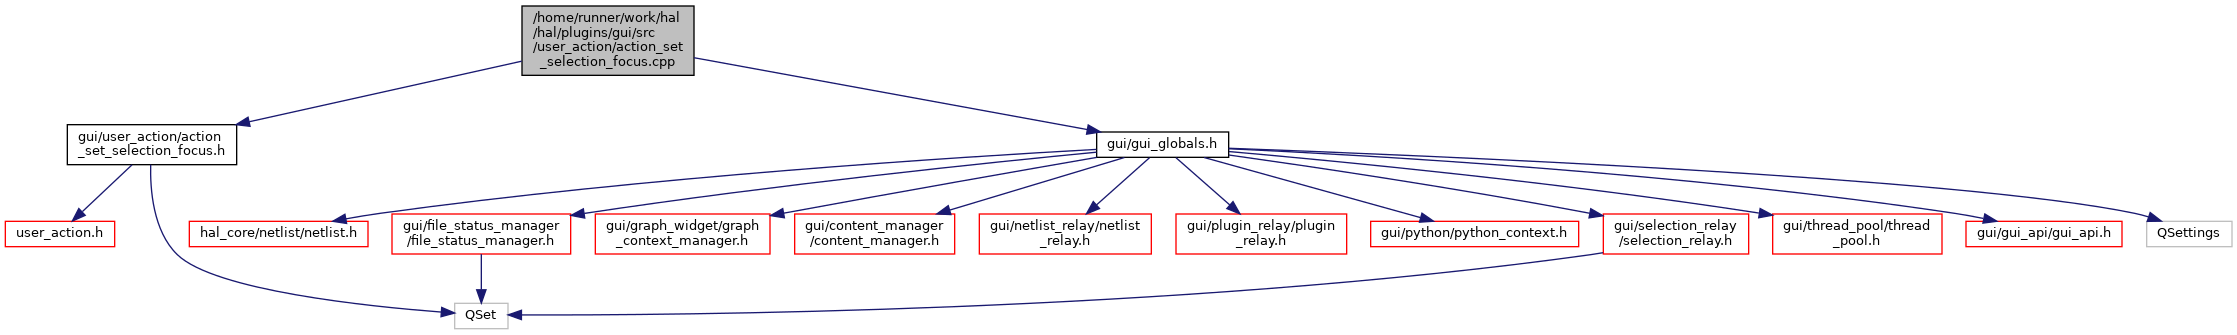 /home/runner/work/hal
/hal/plugins/gui/src
/user_action/action_set
_selection_focus.cpp
gui/user_action/action
_set_selection_focus.h
gui/gui_globals.h
user_action.h
hal_core/netlist/netlist.h
gui/file_status_manager
/file_status_manager.h
gui/graph_widget/graph
_context_manager.h
gui/content_manager
/content_manager.h
gui/netlist_relay/netlist
_relay.h
gui/plugin_relay/plugin
_relay.h
gui/python/python_context.h
gui/selection_relay
/selection_relay.h
gui/thread_pool/thread
_pool.h
gui/gui_api/gui_api.h
QSettings
QSet